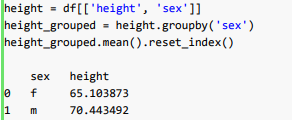 height = df[['height', 'sex']]
height_grouped = height.groupby('sex')
height_grouped.mean().reset_index()
sex height
0 f 65.103873
1 m 70.443492